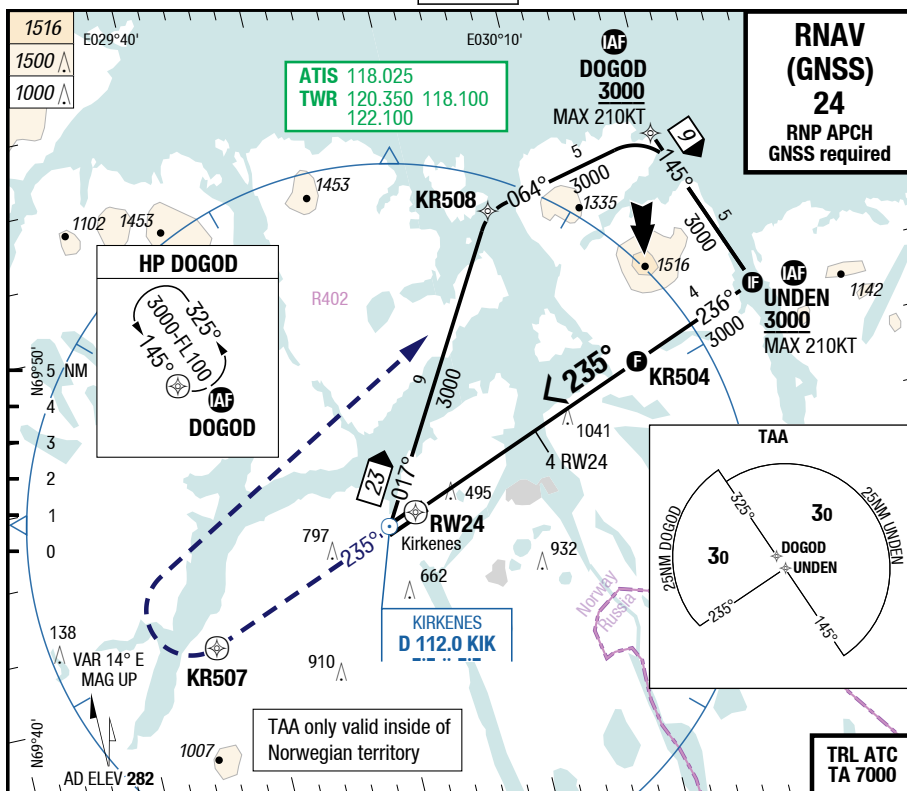 1516
1500
1000
E029°40'
E030°10'
RNAV
(GNSS)
24
RNP APCH
GNSS required
ATIS 118.025
TWR 120.350 118.100
122.100
IAF
DOGOD
3000
MAX 210KT
9
5
145°
064°
3000
5
3000
KR508
1453
1335
1102
1453
1516
HP DOGOD
325°
3000-FL100
145°
IAF
DOGOD
R402
IF
IAF
UNDEN
3000
MAX 210KT
1142
4
236°
3000
F
KR504
235°
N69°50'
5 NM
4
3
2
1
0
9
3000
1041
4 RW24
23
017°
495
RW24
Kirkenes
797
235°
932
662
TAA
325°
30
30
25NM DOGOD
25NM UNDEN
DOGOD
UNDEN
235°
145°
Norway
Russia
KIRKENES
D 112.0 KIK
138
VAR 14° E
MAG UP
KR507
910
N69°40'
1007
AD ELEV 282
TAA only valid inside of
Norwegian territory
TRL ATC
TA 7000